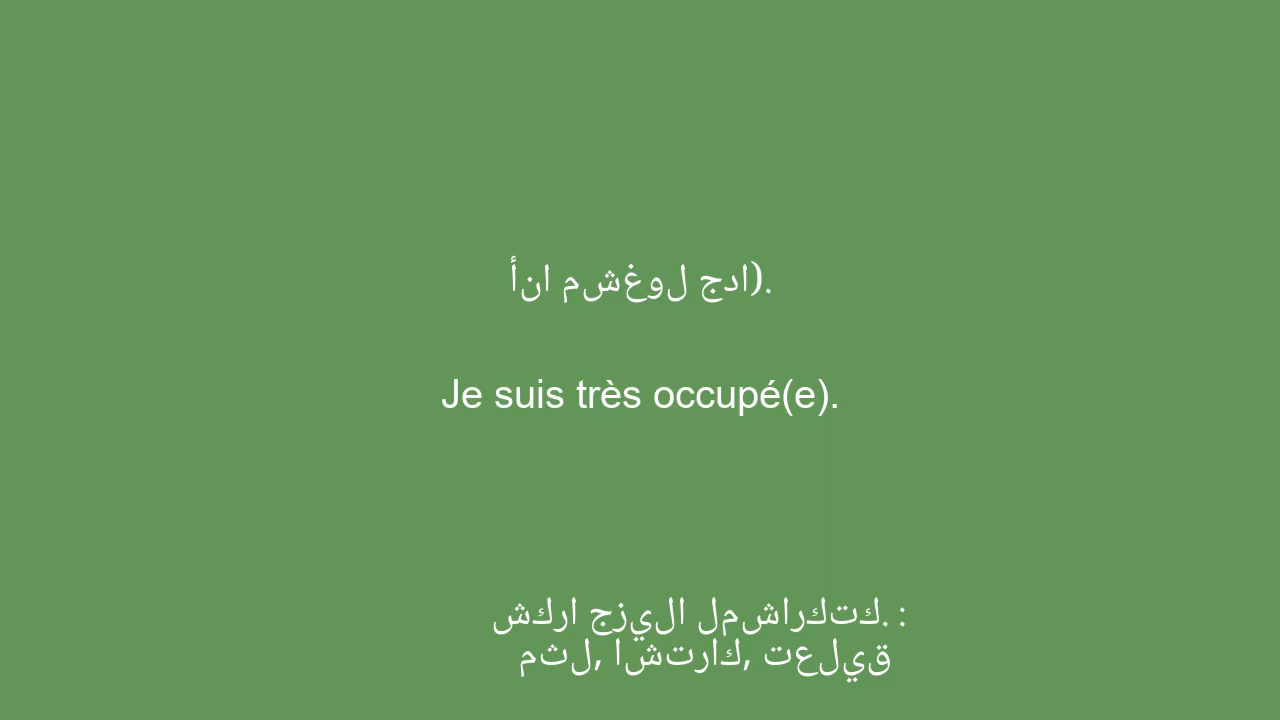 أنا مشغول جدا).
Je suis très occupé(e).
شكرا جزيلا لمشاركتك. :
مثل, اشتراك, تعليق